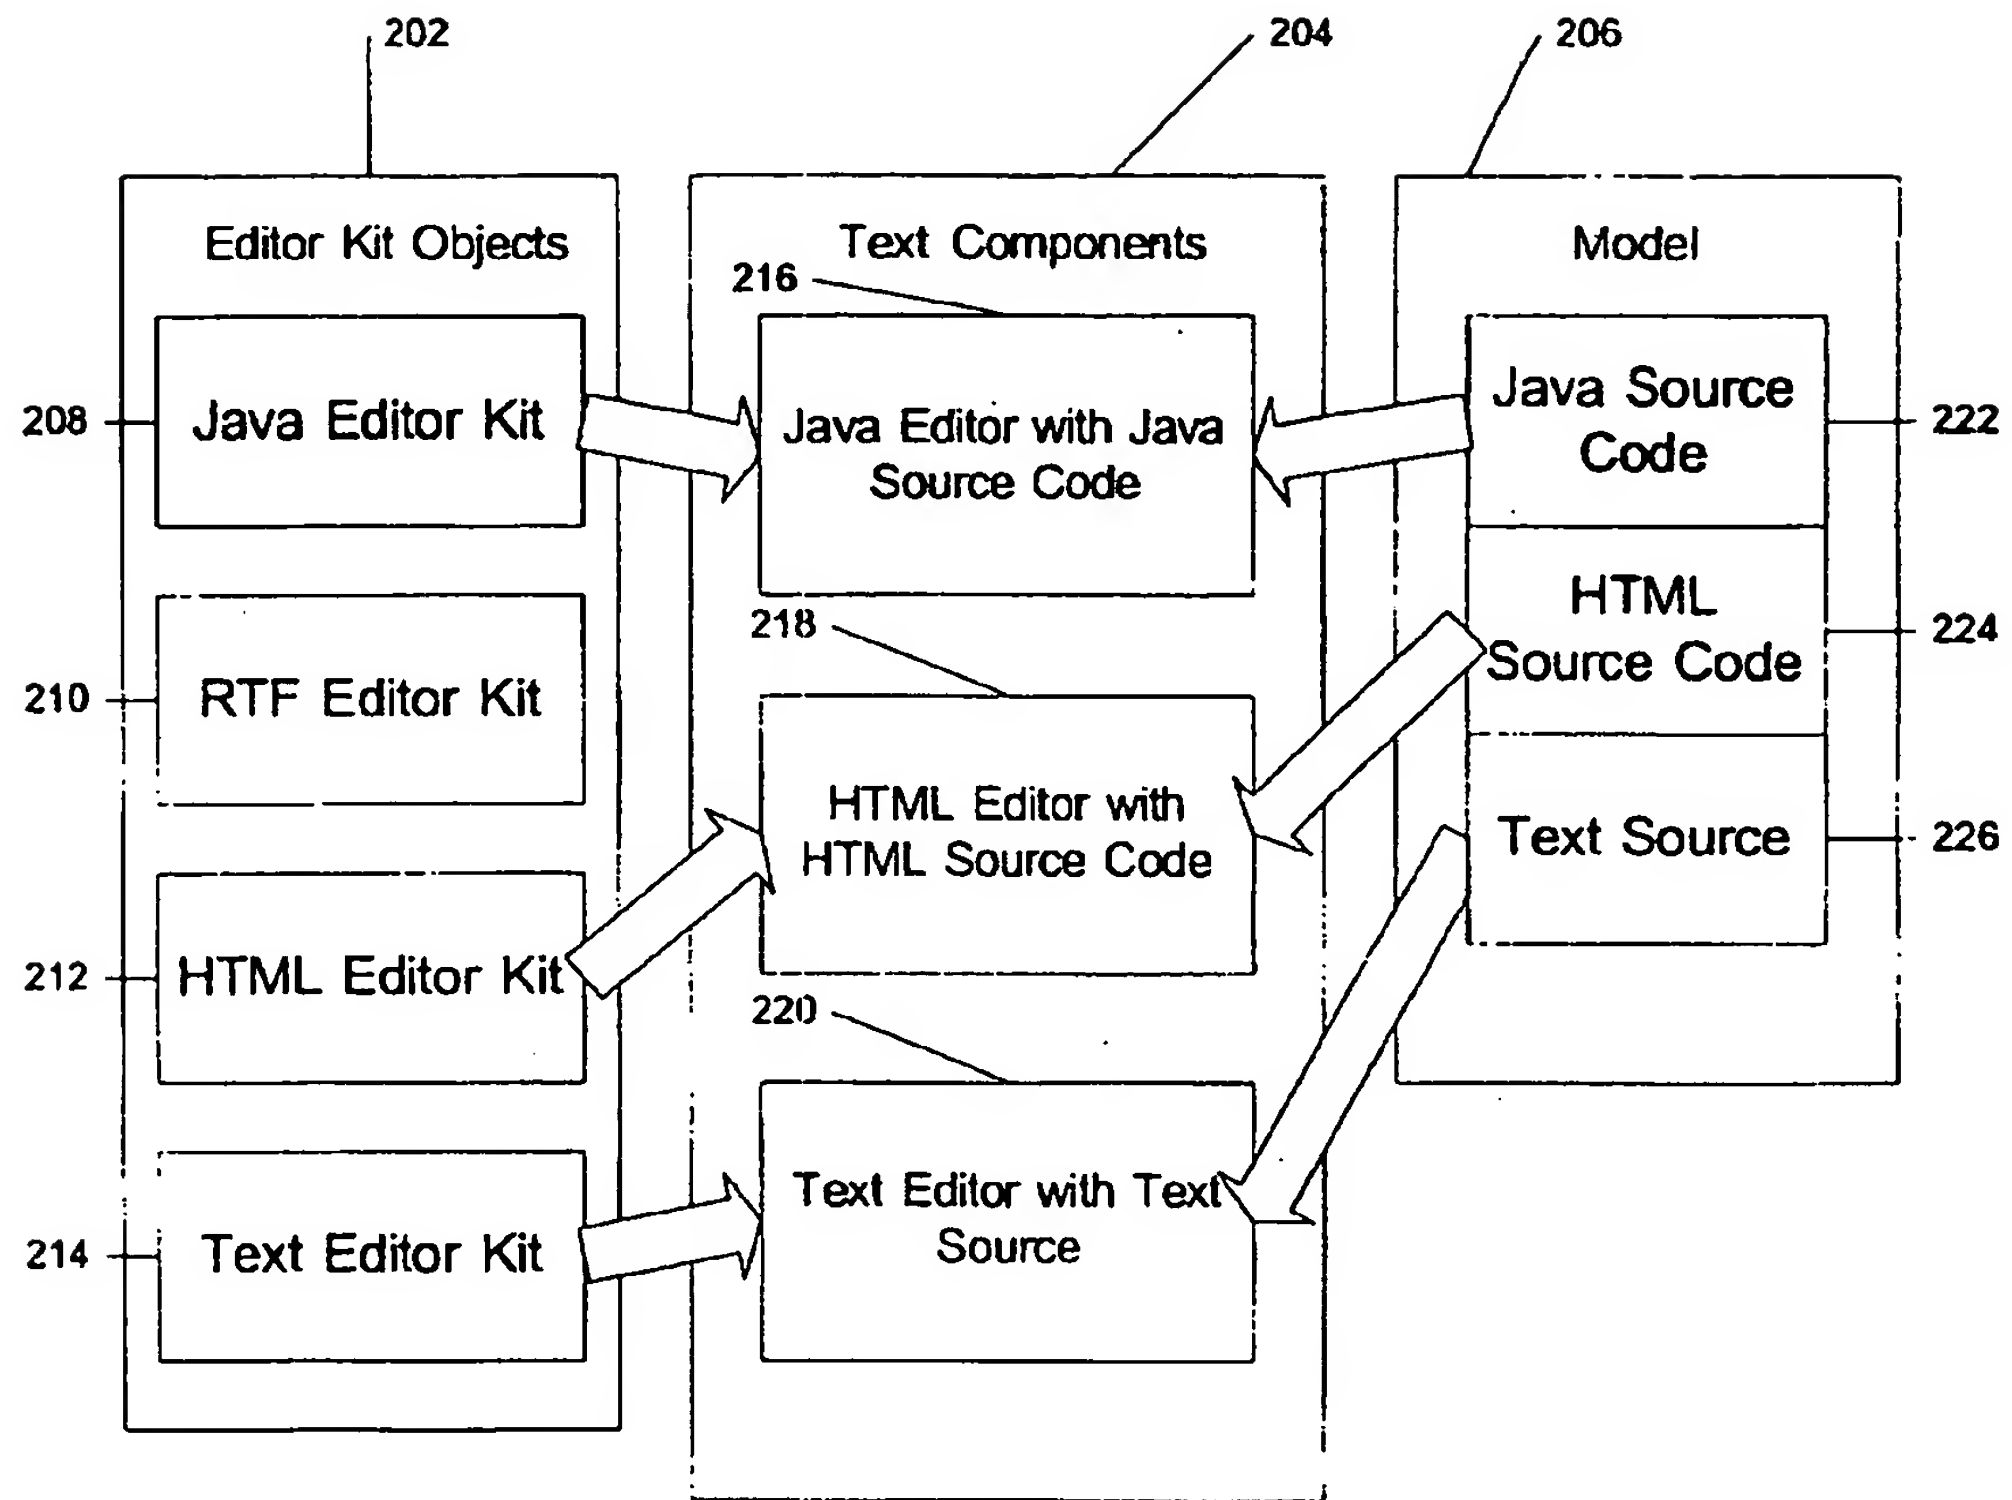 202
204
206
Editor Kit Objects
Text Components
Model
216
Java Editor Kit
208
Java Editor with Java
Source Code
Java Source
Code
222
218
HTML
Source Code
224
RTF Editor Kit
210
HTML Editor with
HTML Source Code
Text Source
226
HTML Editor Kit
212
220
Text Editor with Text
Source
Text Editor Kit
214